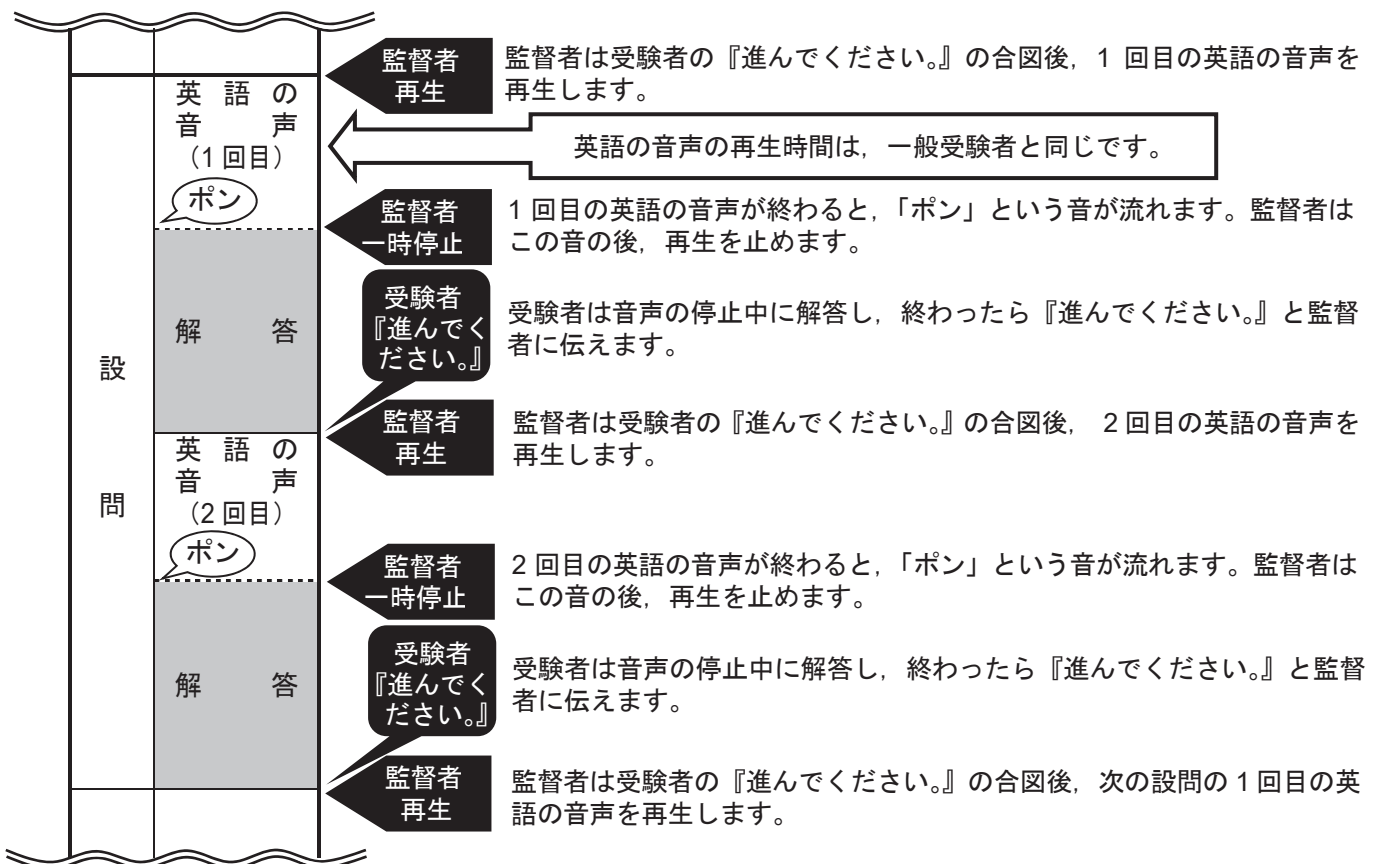 監督者
再生
監督者は受験者の『進んでください。』の合図後，1 回目の英語の音声を
再生します。
英語の
音声
（1 回目）
ポン
英語の音声の再生時間は，一般受験者と同じです。
監督者
一時停止
1 回目の英語の音声が終わると，「ポン」という音が流れます。監督者は
この音の後，再生を止めます。
設問
解答
受験者
『進んでく
ださい。』
受験者は音声の停止中に解答し，終わったら『進んでください。』と監督
者に伝えます。
監督者
再生
監督者は受験者の『進んでください。』の合図後， 2 回目の英語の音声を
再生します。
英語の
音声
（2 回目）
ポン
監督者
一時停止
2 回目の英語の音声が終わると，「ポン」という音が流れます。監督者は
この音の後，再生を止めます。
解答
受験者
『進んでく
ださい。』
受験者は音声の停止中に解答し，終わったら『進んでください。』と監督
者に伝えます。
監督者
再生
監督者は受験者の『進んでください。』の合図後，次の設問の 1 回目の英
語の音声を再生します。